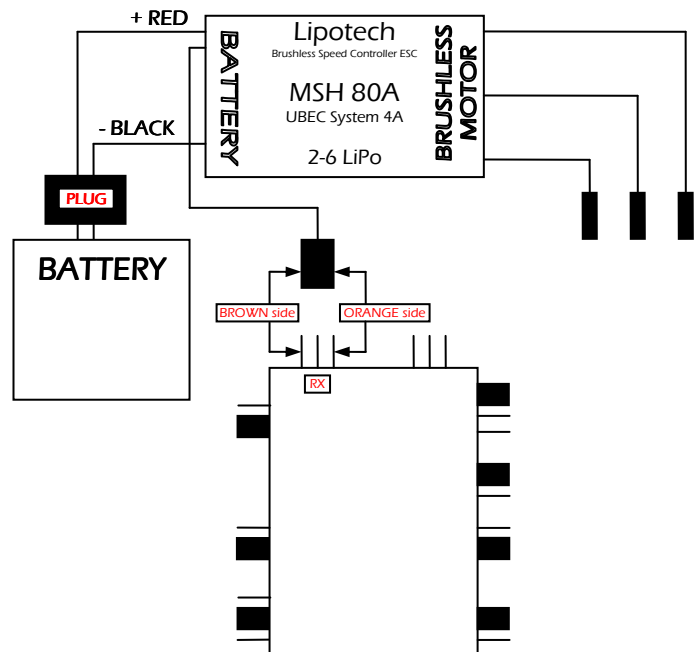 + RED
Lipotech
Brushless Speed Controller ESC
BATTERY
BRUSHLESS
MOTOR
MSH 80A
UBEC System 4A
- BLACK
2-6 LiPo
PLUG
BATTERY
BROWN side
ORANGE side
RX